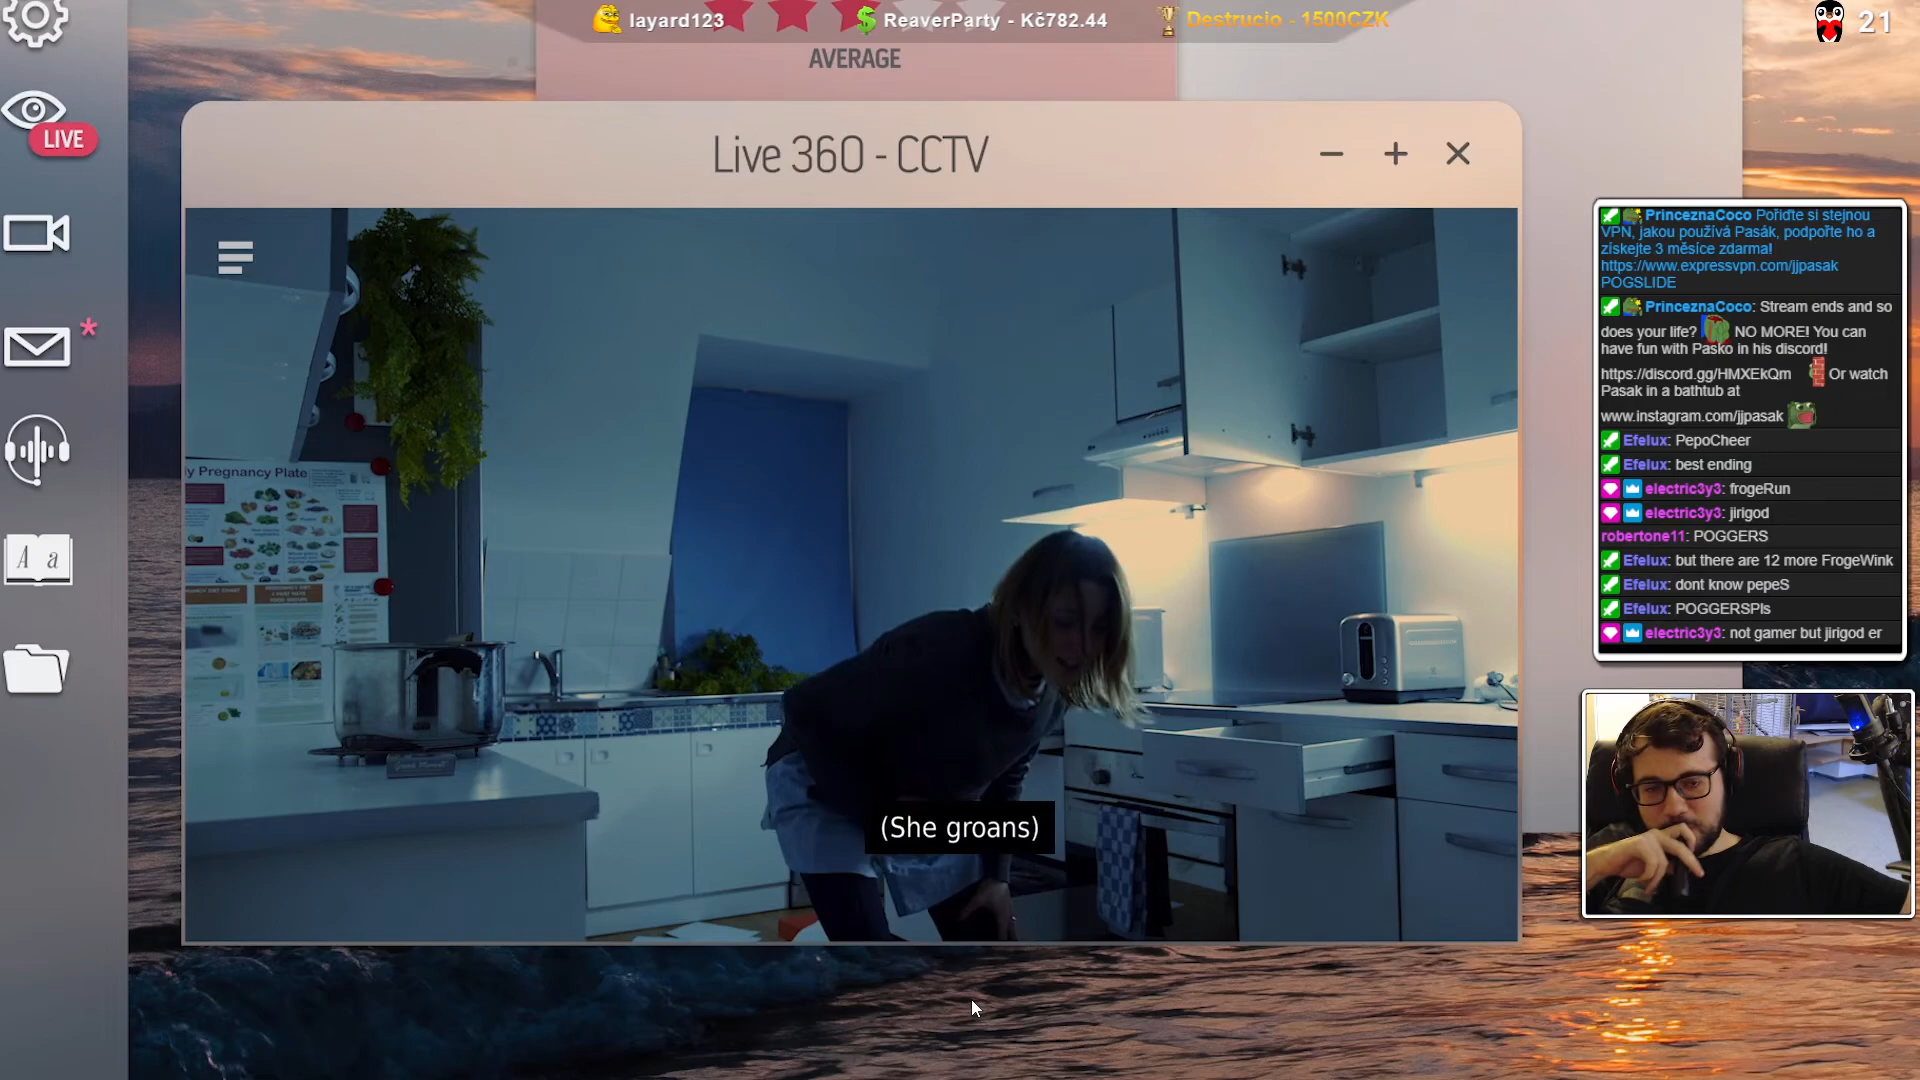 layard123
ReaverParty - Kč782.44
Destrucio - 1500CZK
21
AVERAGE
LIVE
Live 360 - CCTV
A a
y Pregnancy Plate
(She groans)
PrinceznaCoco Pořiďte si stejnou
VPN, jakou používá Pasák, podpořte ho a
získejte 3 měsíce zdarma!
https://www.expressvpn.com/jjpasak
POGSLIDE
PrinceznaCoco: Stream ends and so
does your life? NO MORE! You can
have fun with Pasko in his discord!
https://discord.gg/HMXEkQm Or watch
Pasak in a bathtub at
www.instagram.com/jjpasak
Efelux: PepoCheer
Efelux: best ending
electric3y3: frogeRun
electric3y3: jirigod
robertone11: POGGERS
Efelux: but there are 12 more FrogeWink
Efelux: dont know pepeS
Efelux: POGGERSPls
electric3y3: not gamer but jirigod er